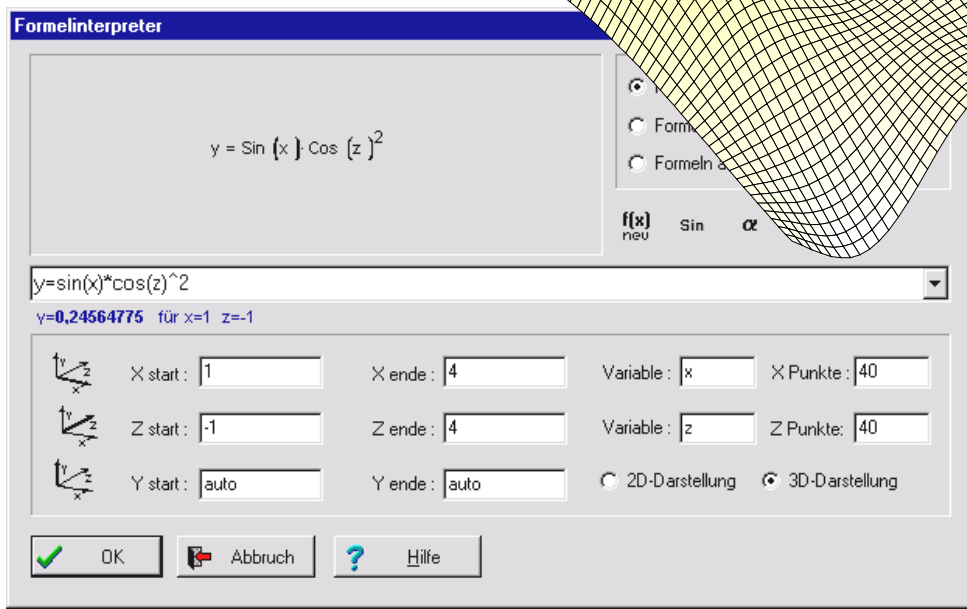 Formelinterpreter
y = Sin (x)· Cos (z)²
Formeln
f(x) neu Sin α
y=sin(x)*cos(z)^2
y=0,24564775 für x=1 z=-1
X start : 1 X ende : 4 Variable : x X Punkte : 40
Z start : -1 Z ende : 4 Variable : z Z Punkte: 40
Y start : auto Y ende : auto 2D-Darstellung 3D-Darstellung
OK Abbruch Hilfe